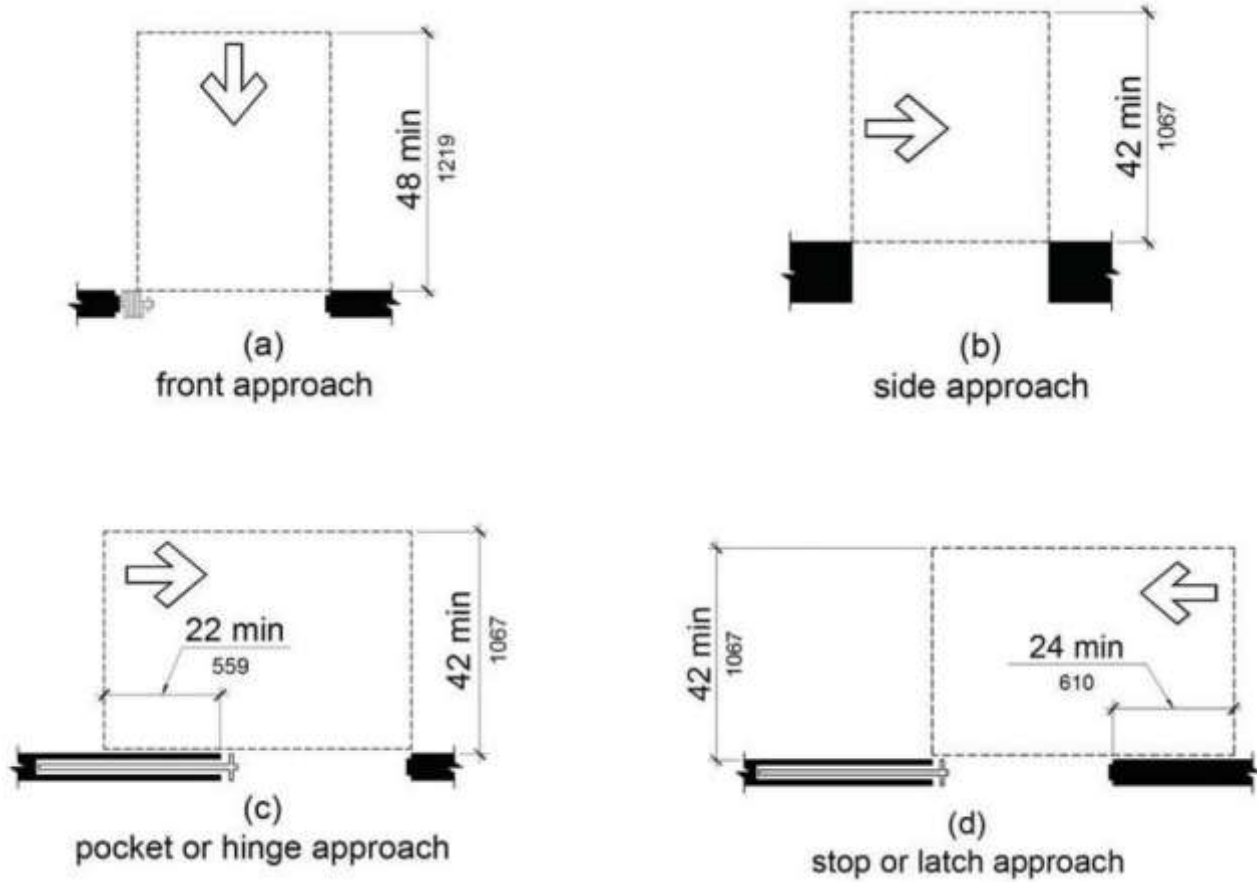 48 min
1219
(a)
front approach
42 min
1067
(b)
side approach
22 min
559
42 min
1067
(c)
pocket or hinge approach
42 min
1067
24 min
610
(d)
stop or latch approach